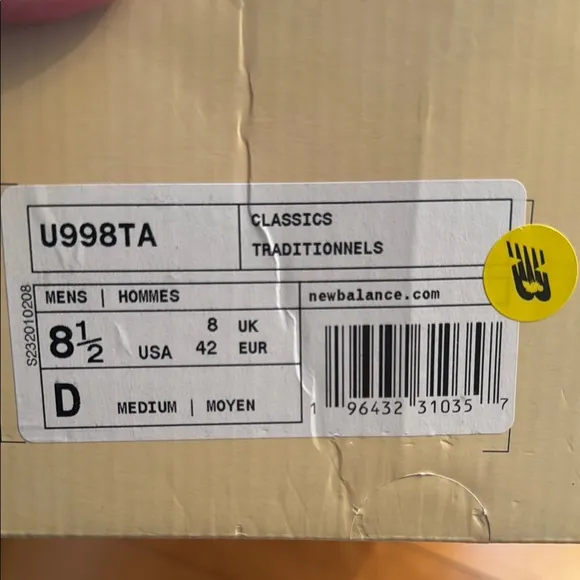 U998TA
CLASSICS
TRADITIONNELS
MENS | HOMMES
newbalance.com
8½ USA 8 UK
42 EUR
D MEDIUM | MOYEN
1 96432 31035 7
S232010208